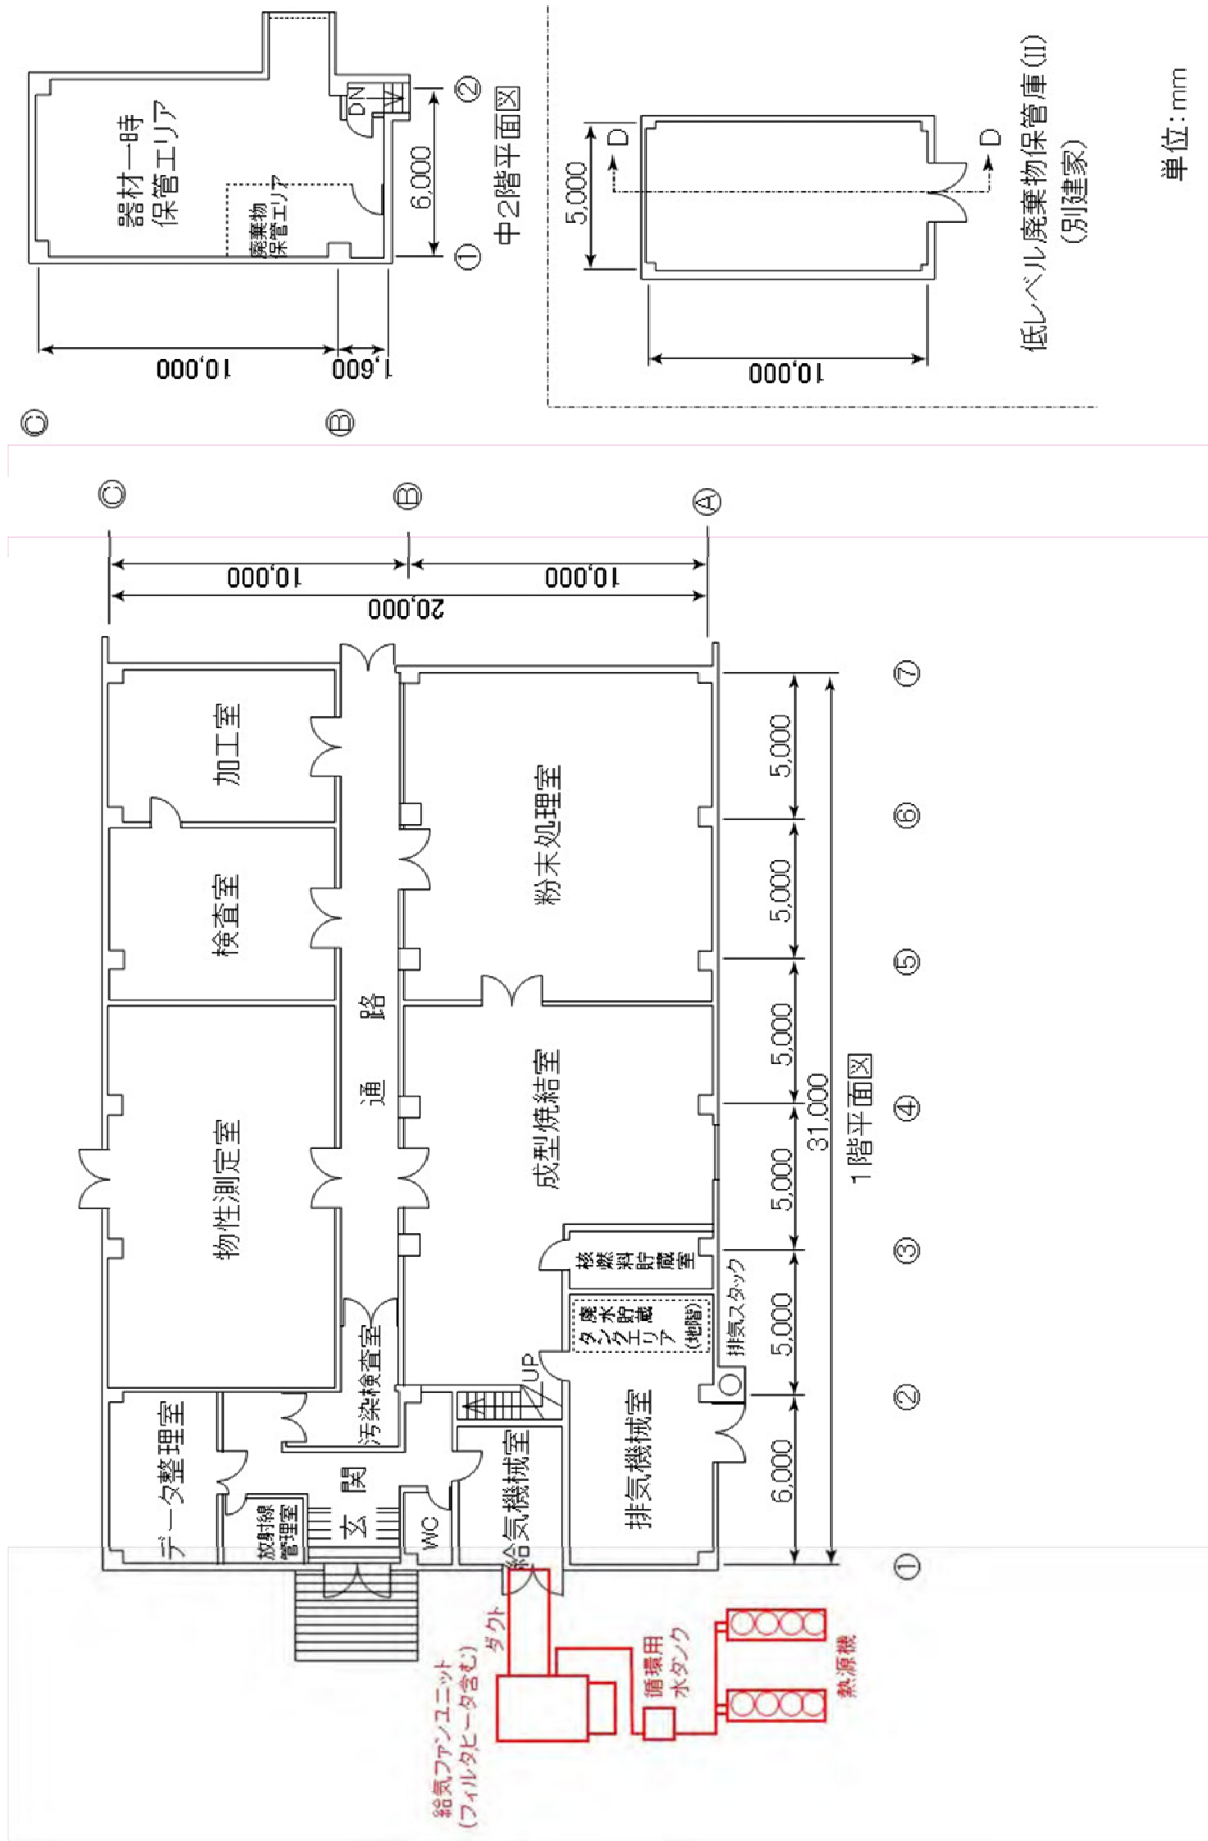 データ整理室
放射線
管理室
玄
関
WC
給気機械室
排気機械室
汚染検査室
UP
廃水貯蔵
タンクエリア
(地階)
核燃料貯蔵室
排気スタック
物性測定室
成型焼結室
通
路
検査室
加工室
粉末処理室
6,000
5,000
5,000
5,000
5,000
5,000
31,000
①
②
③
④
⑤
⑥
⑦
1階平面図
10,000
10,000
20,000
Ⓒ
Ⓑ
Ⓐ
給気ファンユニット
(フィルタヒータ含む)
ダクト
循環用
水タンク
熱源機
Ⓒ
Ⓑ
10,000
1,600
器材一時
保管エリア
廃棄物
保管エリア
DN
6,000
①
②
中2階平面図
10,000
5,000
D
D
低レベル廃棄物保管庫(II)
(別建家)
単位:mm